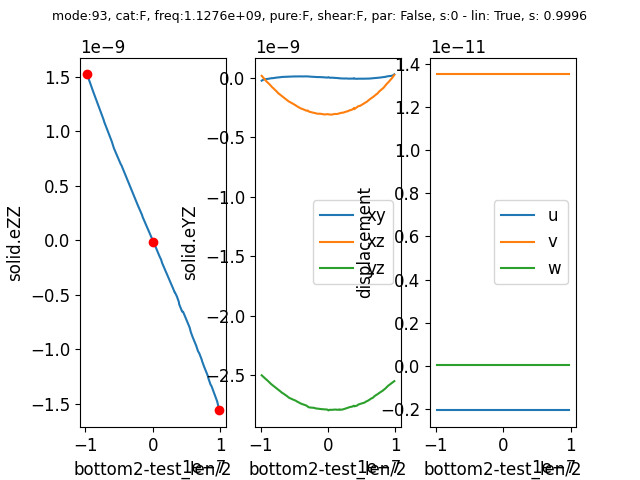 mode:93, cat:F, freq:1.1276e+09, pure:F, shear:F, par: False, s:0 - lin: True, s: 0.9996
1e−9
1.5
1.0
0.5
0.0
−0.5
−1.0
−1.5
solid.eZZ
−1
0
1
1e−7
bottom2-test_len/2
1e−9
0.0
−0.5
−1.0
−1.5
−2.0
−2.5
solid.eYZ
xy
xz
yz
−1
0
1
1e−7
bottom2-test_len/2
1e−11
1.4
1.2
1.0
0.8
0.6
0.4
0.2
0.0
−0.2
displacement
u
v
w
−1
0
1
1e−7
bottom2-test_len/2